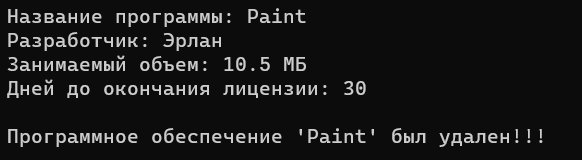 Название программы: Paint
Разработчик: Эрлан
Занимаемый объем: 10.5 МБ
Дней до окончания лицензии: 30
Программное обеспечение 'Paint' был удален!!!